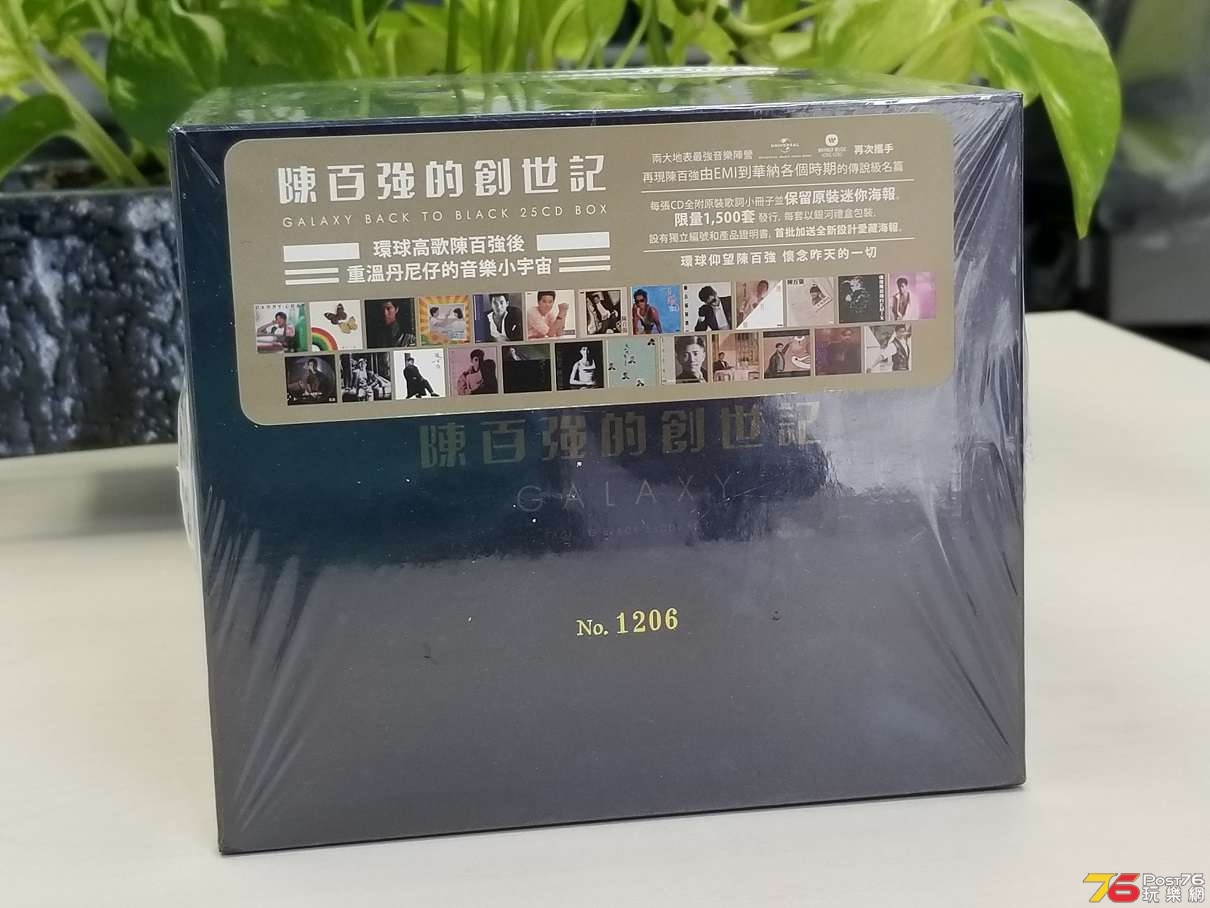 陳百強的創世記
GALAXY BACK TO BLACK 25CD BOX
環球高歌陳百強後
重溫丹尼仔的音樂小宇宙
兩大地表最強音樂陣營 UNIVERSAL WARNER MUSIC 再次攜手
再現陳百強由EMI到華納各個時期的傳說級名篇
每張CD全附原裝歌詞小冊子並保留原裝迷你海報。
限量1,500套發行, 每套以銀河禮盒包裝,
設有獨立編號和產品證明書, 首批加送全新設計愛藏海報。
環球仰望陳百強 懷念昨天的一切
陳百強的創世記
GALAXY
No. 1206
76 Post76
玩樂網